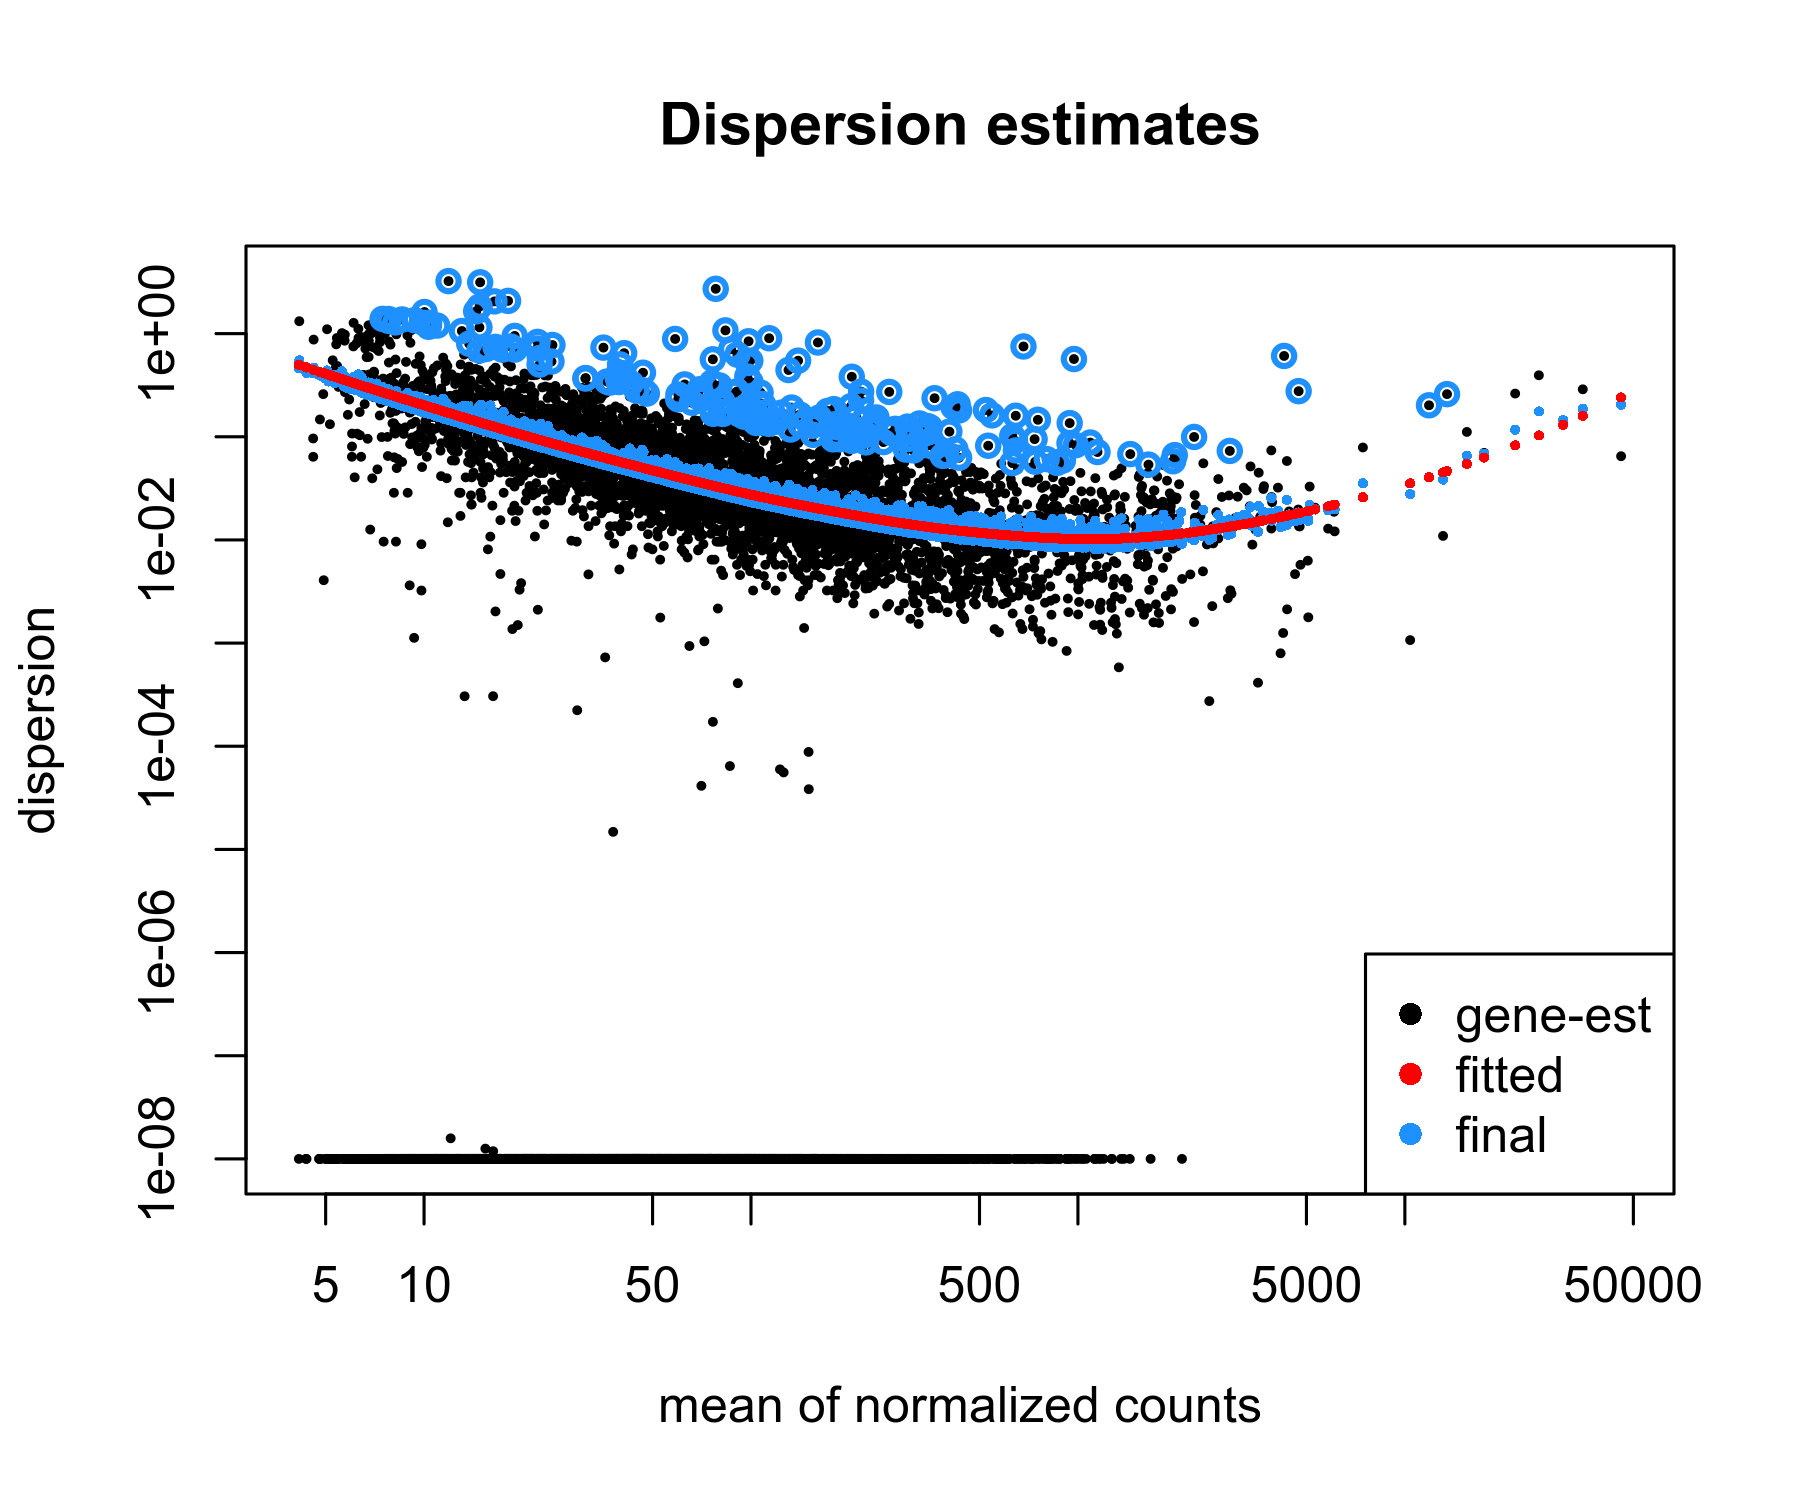 Dispersion estimates
dispersion
1e+00
1e-02
1e-04
1e-06
1e-08
gene-est
fitted
final
5 10 50 500 5000 50000
mean of normalized counts